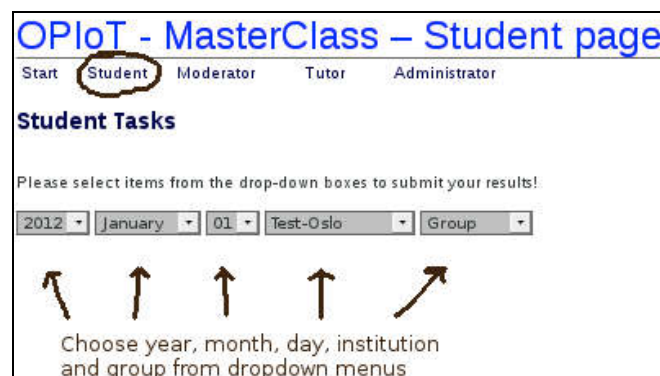 OPIoT - MasterClass – Student page
Start Student Moderator Tutor Administrator
Student Tasks
Please select items from the drop-down boxes to submit your results!
2012 January 01 Test-Oslo Group
Choose year, month, day, institution
and group from dropdown menus